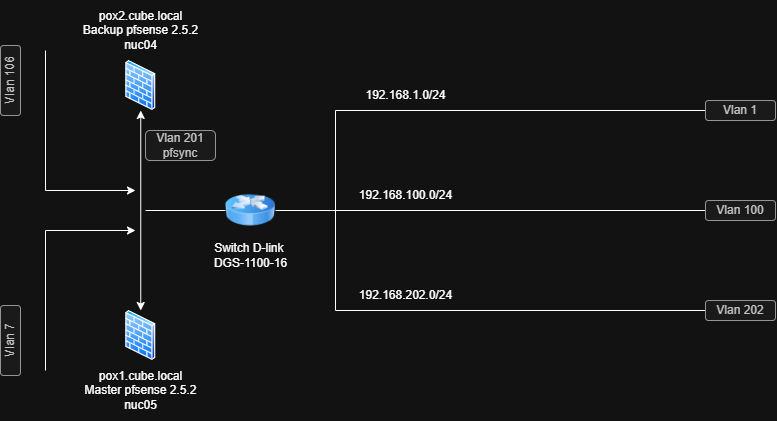 pox2.cube.local
Backup pfsense 2.5.2
nuc04
Vlan 106
Vlan 201
pfsync
192.168.1.0/24
Vlan 1
192.168.100.0/24
Vlan 100
Switch D-link
DGS-1100-16
192.168.202.0/24
Vlan 202
Vlan 7
pox1.cube.local
Master pfsense 2.5.2
nuc05